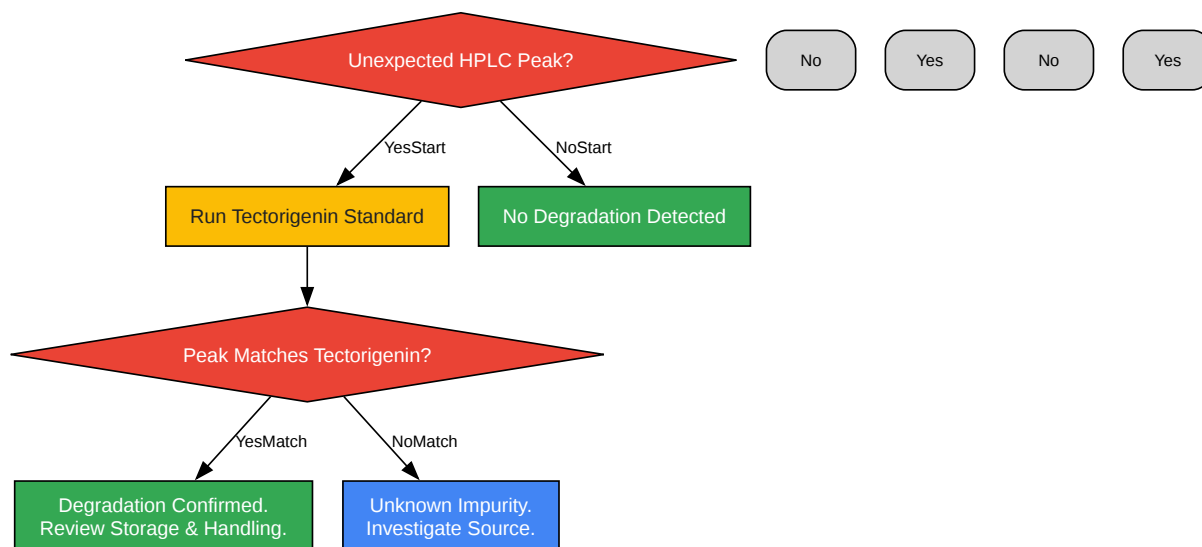 Unexpected HPLC Peak?
No
Yes
No
Yes
YesStart
NoStart
Run Tectorigenin Standard
No Degradation Detected
Peak Matches Tectorigenin?
YesMatch
NoMatch
Degradation Confirmed.
Review Storage & Handling.
Unknown Impurity.
Investigate Source.